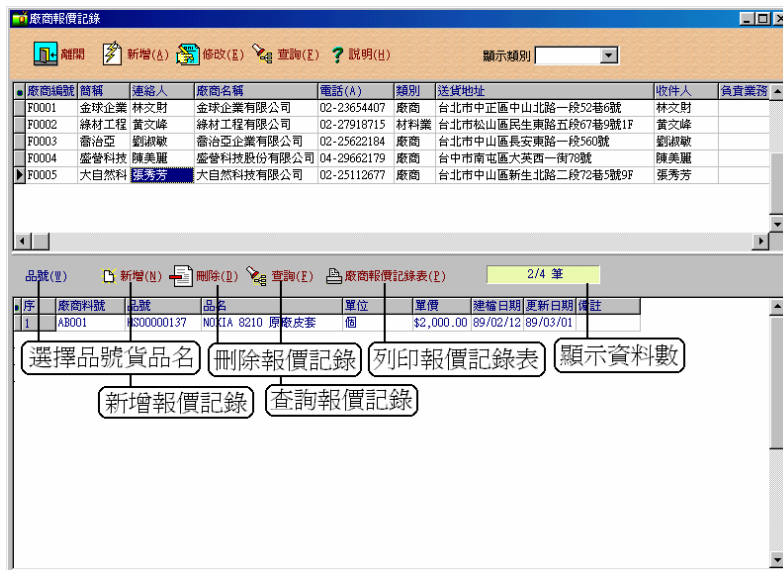 廠商報價記錄
離開 新增(A) 修改(E) 查詢(F) 說明(H) 顯示類別
廠商編號 簡稱 連絡人 廠商名稱 電話(A) 類別 送貨地址 收件人 負責業務
F0001 金球企業 林文財 金球企業有限公司 02-23654407 廠商 台北市中正區中山北路一段52巷6號 林文財
F0002 綠材工程 黃文峰 綠材工程有限公司 02-27918715 材料業 台北市松山區民生東路五段67巷9號1F 黃文峰
F0003 喬治亞 劉淑敏 喬治亞企業有限公司 02-25622184 廠商 台北市中山區長安東路一段560號 劉淑敏
F0004 盛營科技 陳美麗 盛營科技股份有限公司 04-29662179 廠商 台中市南屯區大英西一街78號 陳美麗
F0005 大自然科 張秀芳 大自然科技有限公司 02-25112677 廠商 台北市中山區新生北路二段72巷5號9F 張秀芳
品號(W) 新增(N) 刪除(D) 查詢(F) 廠商報價記錄表(P) 2/4 筆
序 廠商料號 品號 品名 單位 單價 建檔日期 更新日期 備註
1 AB001 HS00000137 NOKIA 8210 原廠皮套 個 $2,000.00 89/02/12 89/03/01
選擇品號貨品名 刪除報價記錄 列印報價記錄表 顯示資料數
新增報價記錄 查詢報價記錄